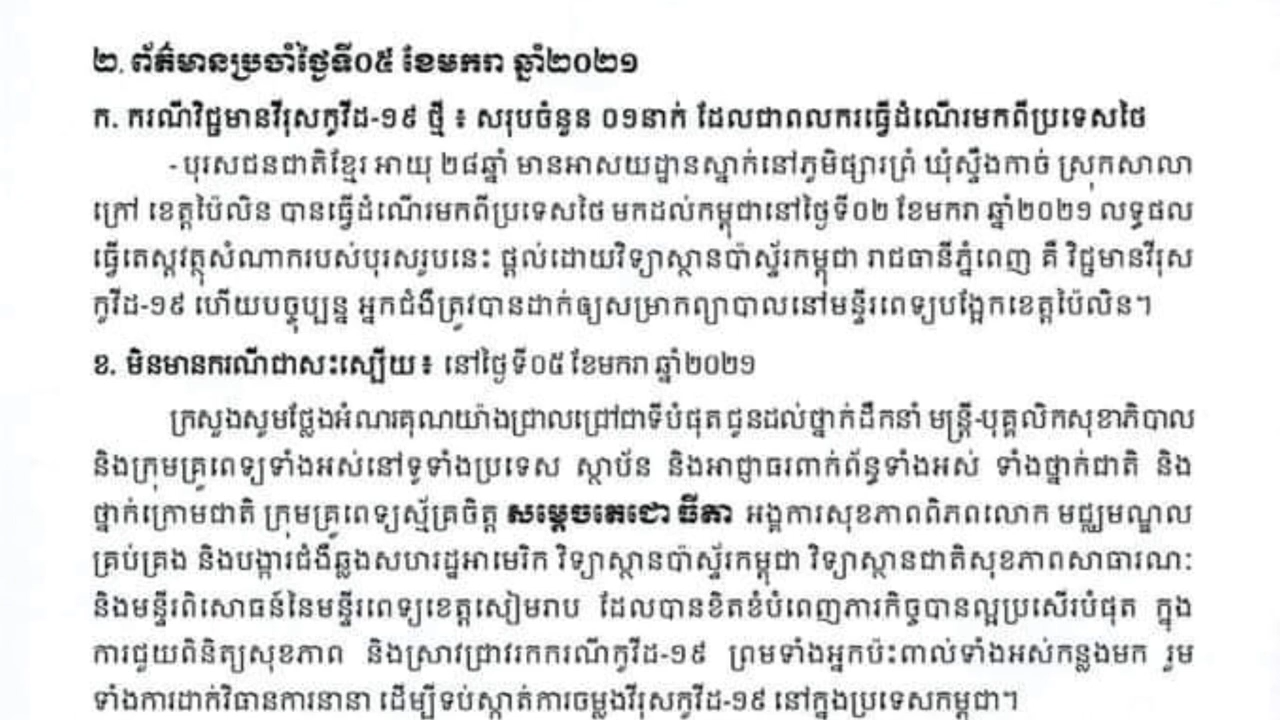 ២. ព័ត៌មានប្រចាំថ្ងៃទី០៥ ខែមករា ឆ្នាំ២០២១
ក. ករណីវិជ្ជមានវីរុសកូវីដ-១៩ ថ្មី ៖ សរុបចំនួន ០១នាក់ ដែលជាពលករធ្វើដំណើរមកពីប្រទេសថៃ
- បុរសជនជាតិខ្មែរ អាយុ ២៨ឆ្នាំ មានអាសយដ្ឋានស្នាក់នៅភូមិផ្សារព្រំ ឃុំស្ទឹងកាច់ ស្រុកសាលា
ក្រៅ ខេត្តប៉ៃលិន បានធ្វើដំណើរមកពីប្រទេសថៃ មកដល់កម្ពុជានៅថ្ងៃទី០២ ខែមករា ឆ្នាំ២០២១ លទ្ធផល
ធ្វើតេស្តវត្ថុសំណាករបស់បុរសរូបនេះ ផ្តល់ដោយវិទ្យាស្ថានប៉ាស្ទ័រកម្ពុជា រាជធានីភ្នំពេញ គឺ វិជ្ជមានវីរុស
កូវីដ-១៩ ហើយបច្ចុប្បន្ន អ្នកជំងឺត្រូវបានដាក់ឲ្យសម្រាកព្យាបាលនៅមន្ទីរពេទ្យបង្អែកខេត្តប៉ៃលិន។
ខ. មិនមានករណីជាសះស្បើយ៖ នៅថ្ងៃទី០៥ ខែមករា ឆ្នាំ២០២១
ក្រសួងសូមថ្លែងអំណរគុណយ៉ាងជ្រាលជ្រៅជាទីបំផុត ជូនដល់ថ្នាក់ដឹកនាំ មន្ត្រី-បុគ្គលិកសុខាភិបាល
និងក្រុមគ្រូពេទ្យទាំងអស់នៅទូទាំងប្រទេស ស្ថាប័ន និងអាជ្ញាធរពាក់ព័ន្ធទាំងអស់ ទាំងថ្នាក់ជាតិ និង
ថ្នាក់ក្រោមជាតិ ក្រុមគ្រូពេទ្យស្ម័គ្រចិត្ត សម្តេចតេជោ ធីតា អង្គការសុខភាពពិភពលោក មជ្ឈមណ្ឌល
គ្រប់គ្រង និងបង្ការជំងឺឆ្លងសហរដ្ឋអាមេរិក វិទ្យាស្ថានប៉ាស្ទ័រកម្ពុជា វិទ្យាស្ថានជាតិសុខភាពសាធារណៈ
និងមន្ទីរពិសោធន៍នៃមន្ទីរពេទ្យខេត្តសៀមរាប ដែលបានខិតខំបំពេញភារកិច្ចបានល្អប្រសើរបំផុត ក្នុង
ការជួយពិនិត្យសុខភាព និងស្រាវជ្រាវរកករណីកូវីដ-១៩ ព្រមទាំងអ្នកប៉ះពាល់ទាំងអស់កន្លងមក រួម
ទាំងការដាក់វិធានការនានា ដើម្បីទប់ស្កាត់ការចម្លងវីរុសកូវីដ-១៩ នៅក្នុងប្រទេសកម្ពុជា។